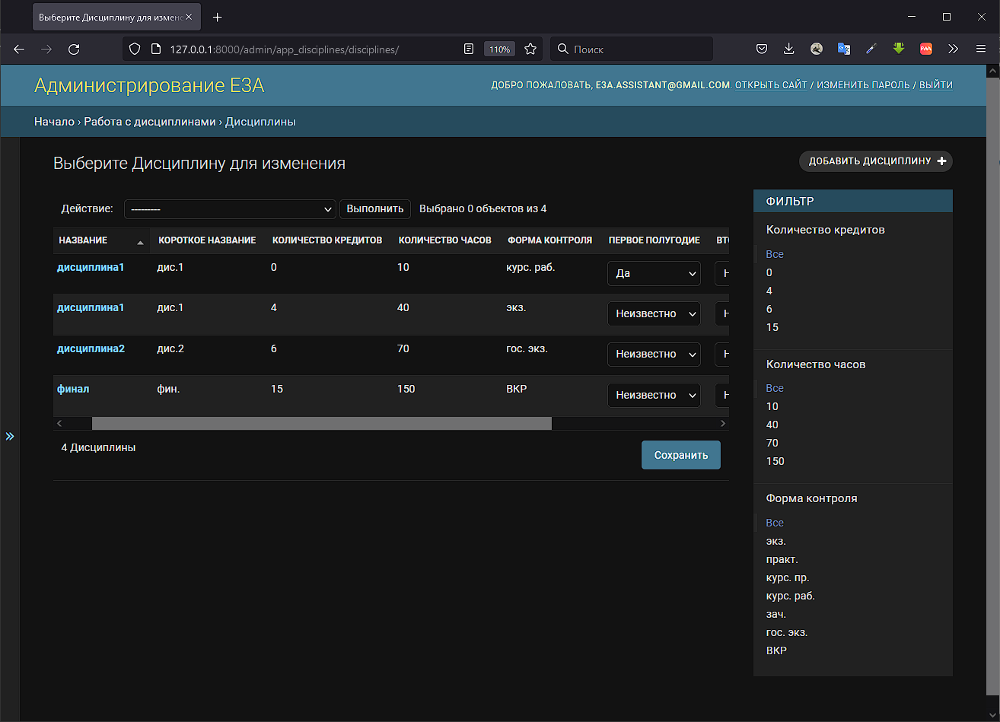 Выберите Дисциплину для измене
127.0.0.1:8000/admin/app_disciplines/disciplines/
110%
Поиск
Администрирование ЕЗА
ДОБРО ПОЖАЛОВАТЬ, E3A.ASSISTANT@GMAIL.COM. ОТКРЫТЬ САЙТ / ИЗМЕНИТЬ ПАРОЛЬ / ВЫЙТИ
Начало › Работа с дисциплинами › Дисциплины
Выберите Дисциплину для изменения
ДОБАВИТЬ ДИСЦИПЛИНУ +
Действие: --------- Выполнить Выбрано 0 объектов из 4
НАЗВАНИЕ КОРОТКОЕ НАЗВАНИЕ КОЛИЧЕСТВО КРЕДИТОВ КОЛИЧЕСТВО ЧАСОВ ФОРМА КОНТРОЛЯ ПЕРВОЕ ПОЛУГОДИЕ ВТ
дисциплина1 дис.1 0 10 курс. раб. Да Н
дисциплина1 дис.1 4 40 экз. Неизвестно Н
дисциплина2 дис.2 6 70 гос. экз. Неизвестно Н
финал фин. 15 150 ВКР Неизвестно Н
4 Дисциплины
Сохранить
»
ФИЛЬТР
Количество кредитов
Все
0
4
6
15
Количество часов
Все
10
40
70
150
Форма контроля
Все
экз.
практ.
курс. пр.
курс. раб.
зач.
гос. экз.
ВКР